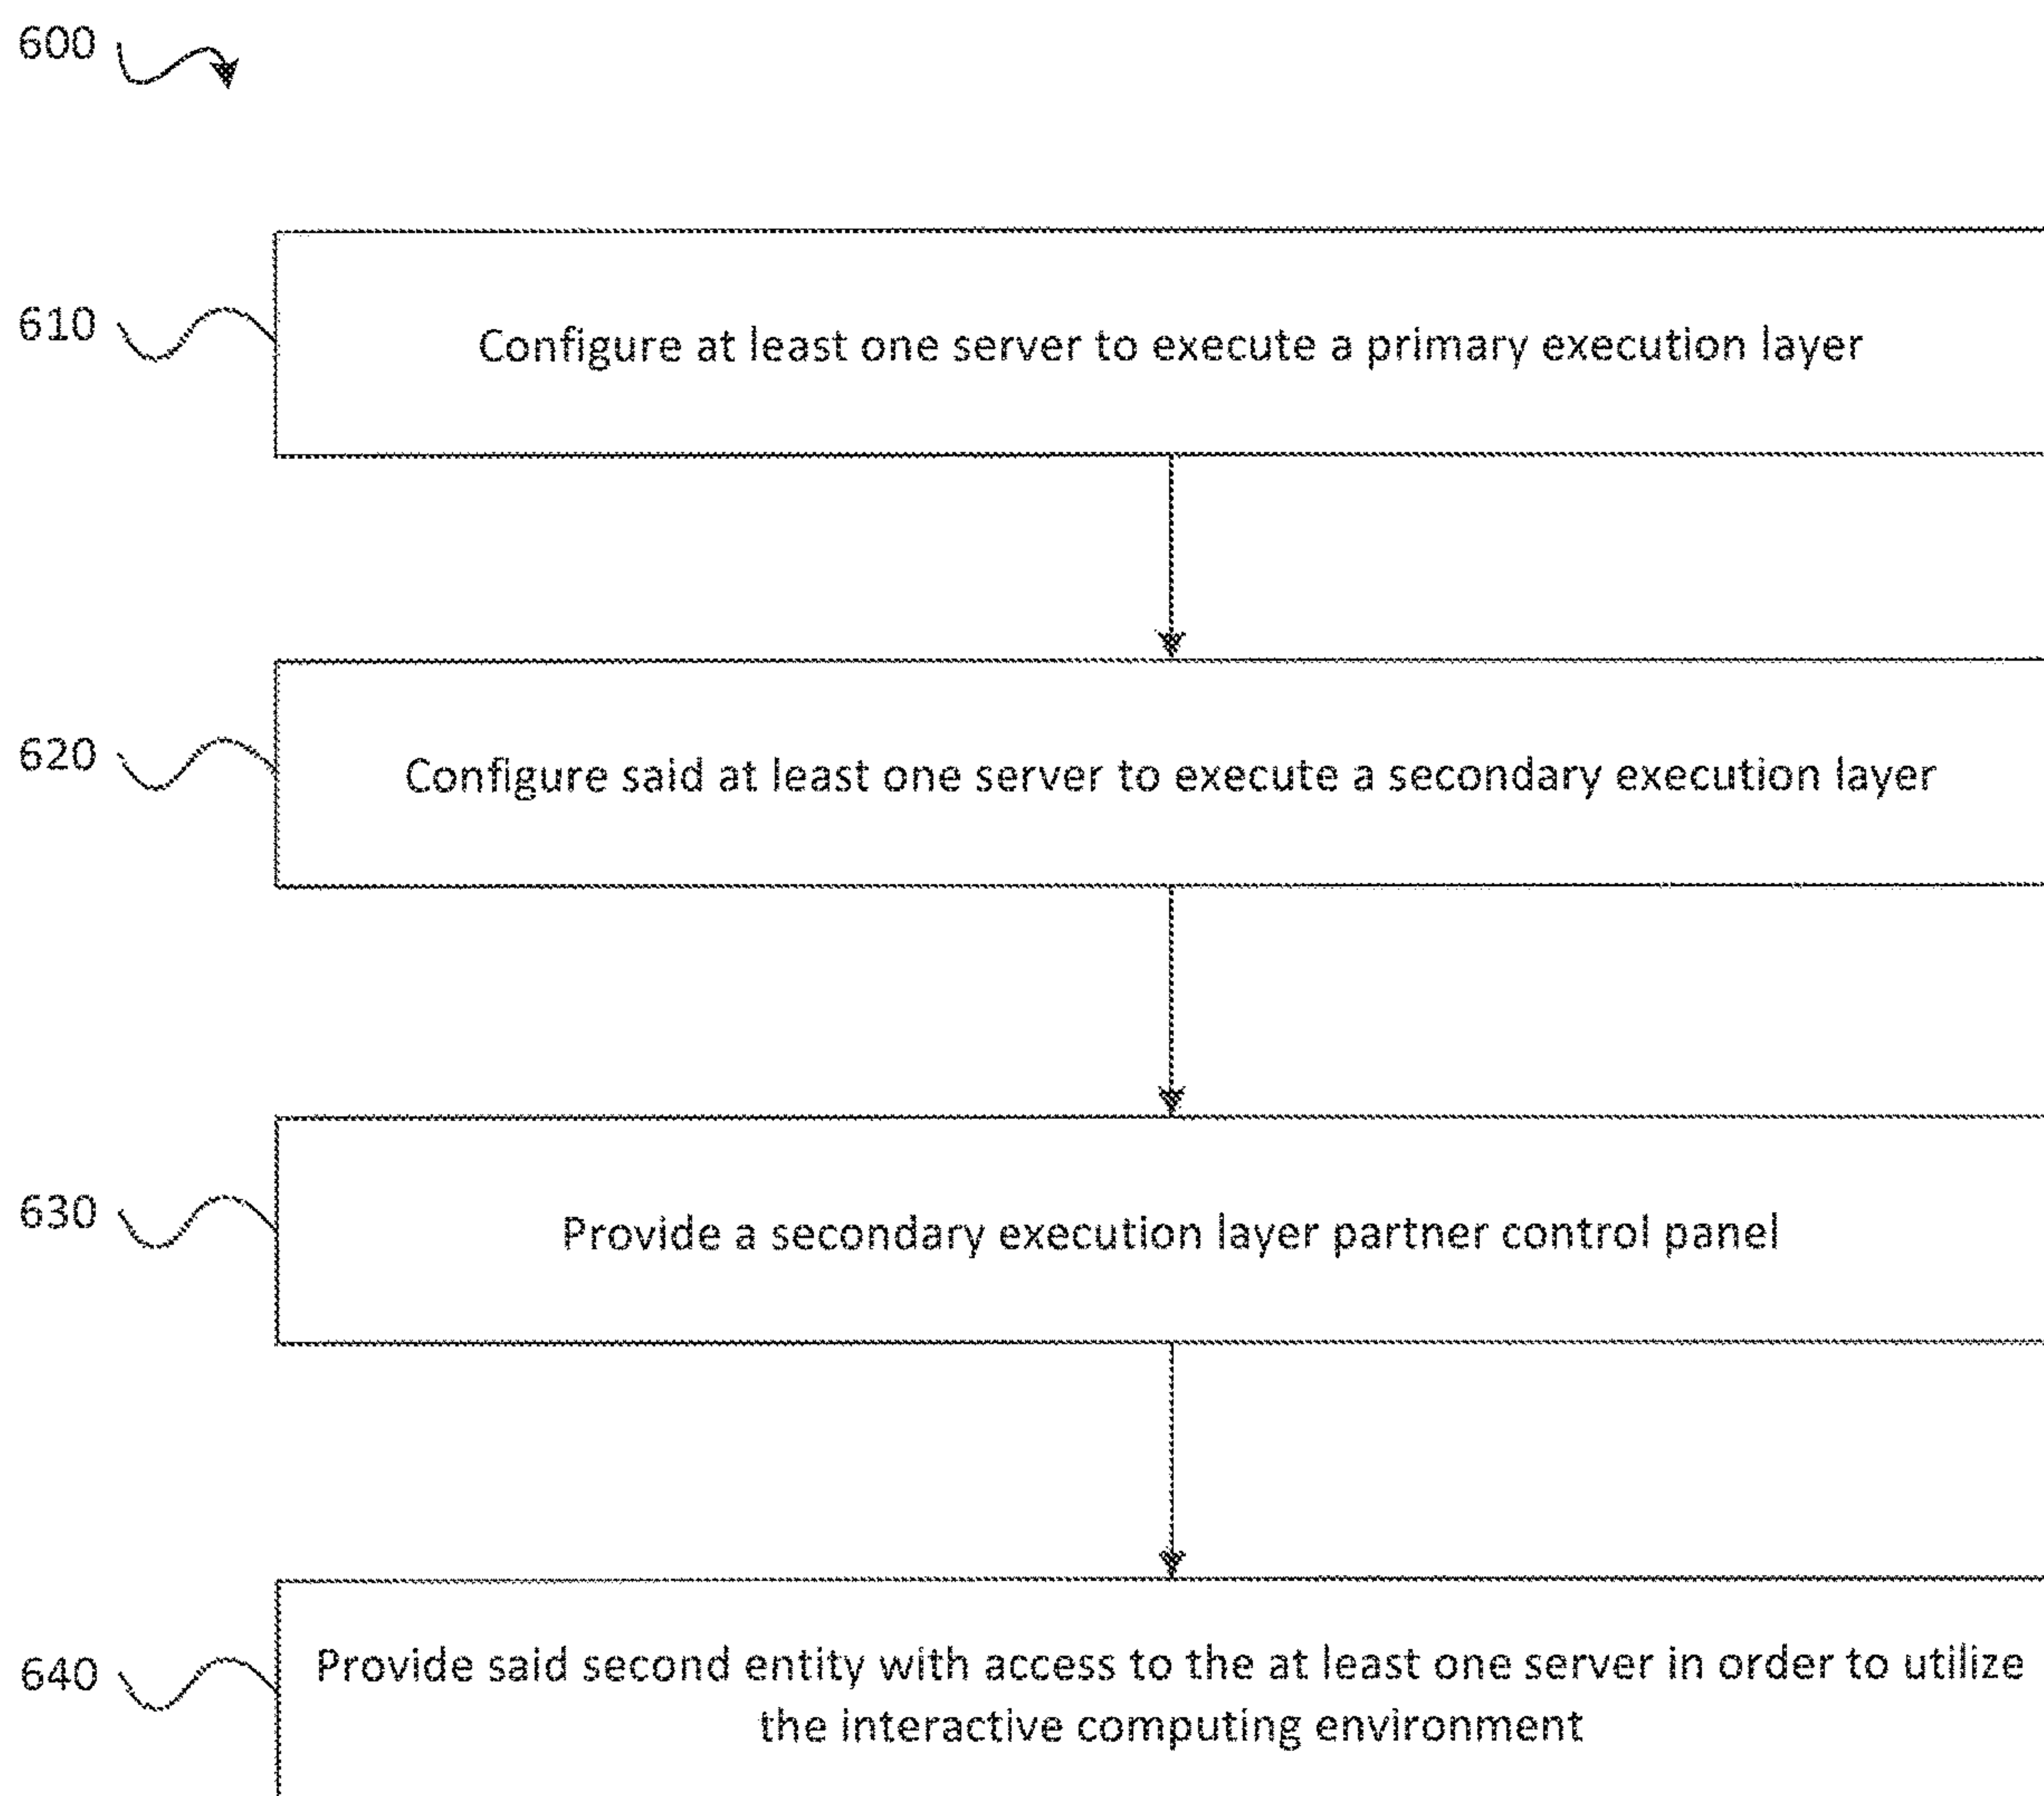 600
610
Configure at least one server to execute a primary execution layer
620
Configure said at least one server to execute a secondary execution layer
630
Provide a secondary execution layer partner control panel
640
Provide said second entity with access to the at least one server in order to utilize
the interactive computing environment